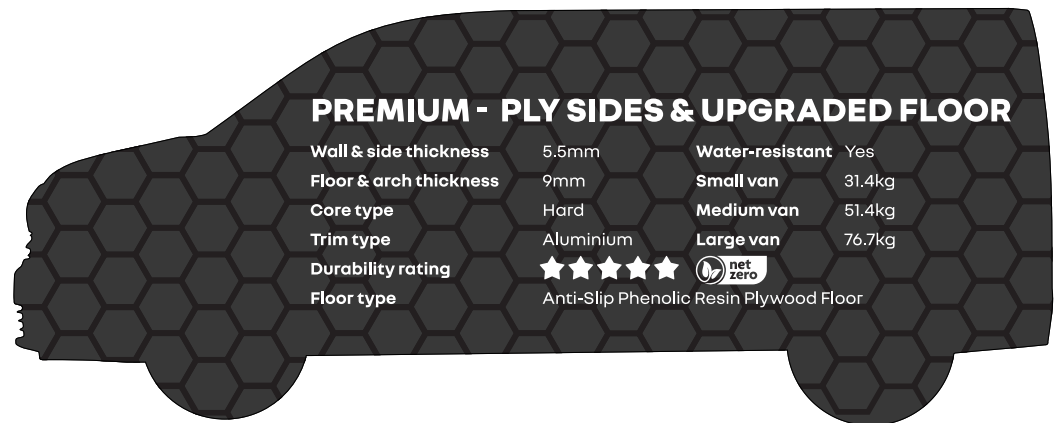 PREMIUM - PLY SIDES & UPGRADED FLOOR
Wall & side thickness 5.5mm Water-resistant Yes
Floor & arch thickness 9mm Small van 31.4kg
Core type Hard Medium van 51.4kg
Trim type Aluminium Large van 76.7kg
Durability rating net zero
Floor type Anti-Slip Phenolic Resin Plywood Floor